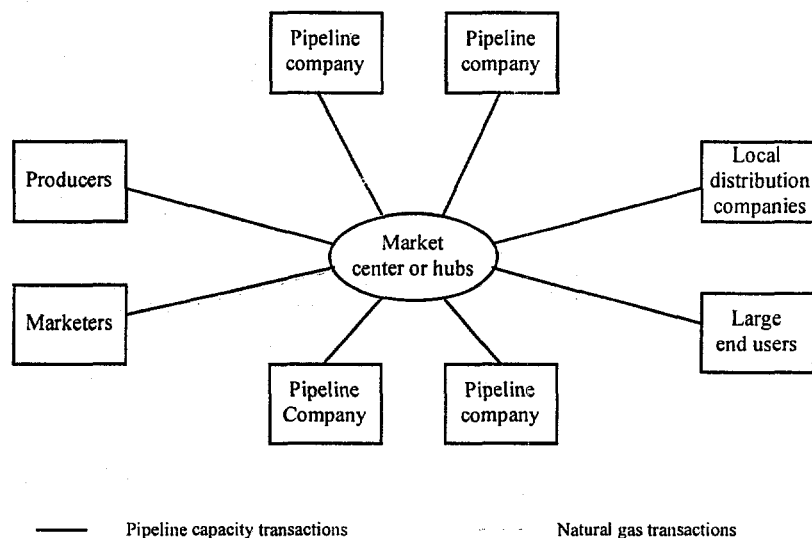 Pipeline
company
Pipeline
company
Producers
Local
distribution
companies
Market
center or hubs
Marketers
Large
end users
Pipeline
Company
Pipeline
company
Pipeline capacity transactions
Natural gas transactions